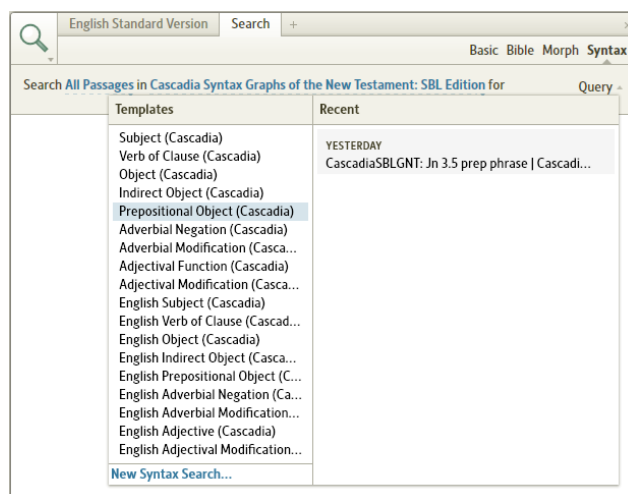 English Standard Version Search +
Basic Bible Morph Syntax
Search All Passages in Cascadia Syntax Graphs of the New Testament: SBL Edition for Query
Templates
Subject (Cascadia)
Verb of Clause (Cascadia)
Object (Cascadia)
Indirect Object (Cascadia)
Prepositional Object (Cascadia)
Adverbial Negation (Cascadia)
Adverbial Modification (Casca...
Adjectival Function (Cascadia)
Adjectival Modification (Casca...
English Subject (Cascadia)
English Verb of Clause (Cascad...
English Object (Cascadia)
English Indirect Object (Casca...
English Prepositional Object (C...
English Adverbial Negation (Ca...
English Adverbial Modification...
English Adjective (Cascadia)
English Adjectival Modification...
New Syntax Search...
Recent
YESTERDAY
CascadiaSBLGNT: Jn 3.5 prep phrase | Cascadi...